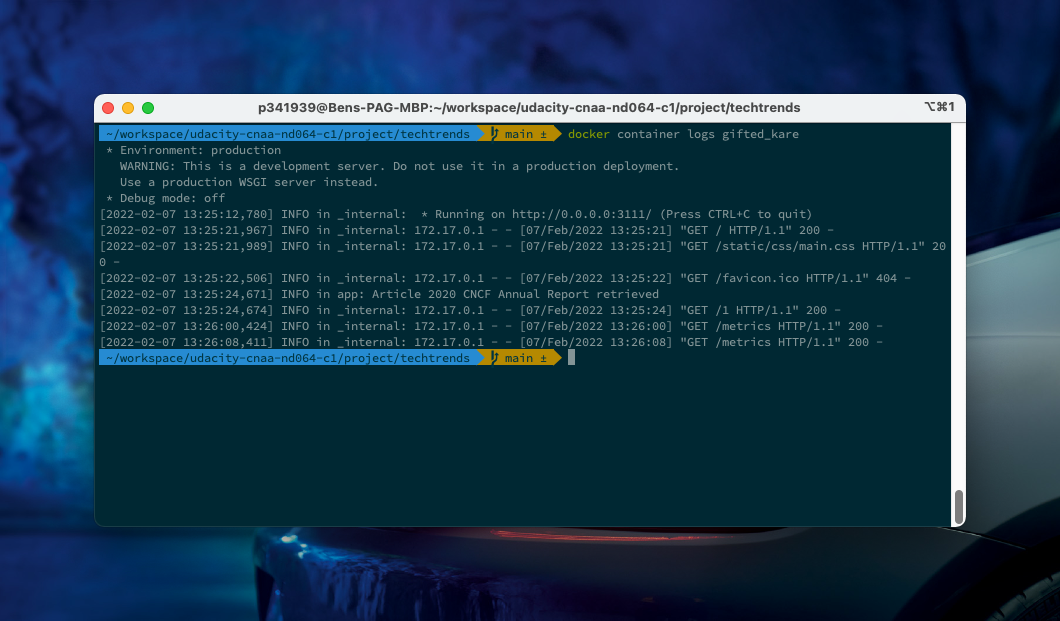 p341939@Bens-PAG-MBP:~/workspace/udacity-cnaa-nd064-c1/project/techtrends ⌥⌘1
~/workspace/udacity-cnaa-nd064-c1/project/techtrends main ± docker container logs gifted_kare
* Environment: production
WARNING: This is a development server. Do not use it in a production deployment.
Use a production WSGI server instead.
* Debug mode: off
[2022-02-07 13:25:12,780] INFO in _internal:  * Running on http://0.0.0.0:3111/ (Press CTRL+C to quit)
[2022-02-07 13:25:21,967] INFO in _internal: 172.17.0.1 - - [07/Feb/2022 13:25:21] "GET / HTTP/1.1" 200 -
[2022-02-07 13:25:21,989] INFO in _internal: 172.17.0.1 - - [07/Feb/2022 13:25:21] "GET /static/css/main.css HTTP/1.1" 20
0 -
[2022-02-07 13:25:22,506] INFO in _internal: 172.17.0.1 - - [07/Feb/2022 13:25:22] "GET /favicon.ico HTTP/1.1" 404 -
[2022-02-07 13:25:24,671] INFO in app: Article 2020 CNCF Annual Report retrieved
[2022-02-07 13:25:24,674] INFO in _internal: 172.17.0.1 - - [07/Feb/2022 13:25:24] "GET /1 HTTP/1.1" 200 -
[2022-02-07 13:26:00,424] INFO in _internal: 172.17.0.1 - - [07/Feb/2022 13:26:00] "GET /metrics HTTP/1.1" 200 -
[2022-02-07 13:26:08,411] INFO in _internal: 172.17.0.1 - - [07/Feb/2022 13:26:08] "GET /metrics HTTP/1.1" 200 -
~/workspace/udacity-cnaa-nd064-c1/project/techtrends main ±